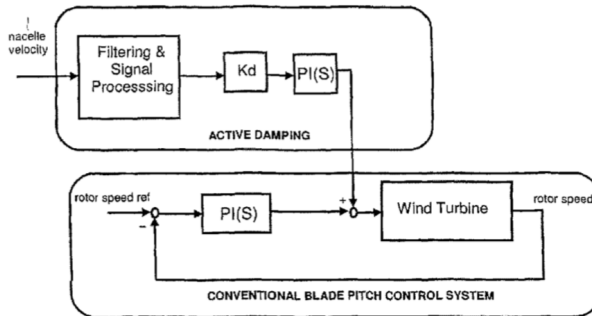 nacelle
velocity
Filtering &
Signal
Processsing
Kd
PI(S)
ACTIVE DAMPING
rotor speed ref
−
PI(S)
+
Wind Turbine
rotor speed
CONVENTIONAL BLADE PITCH CONTROL SYSTEM